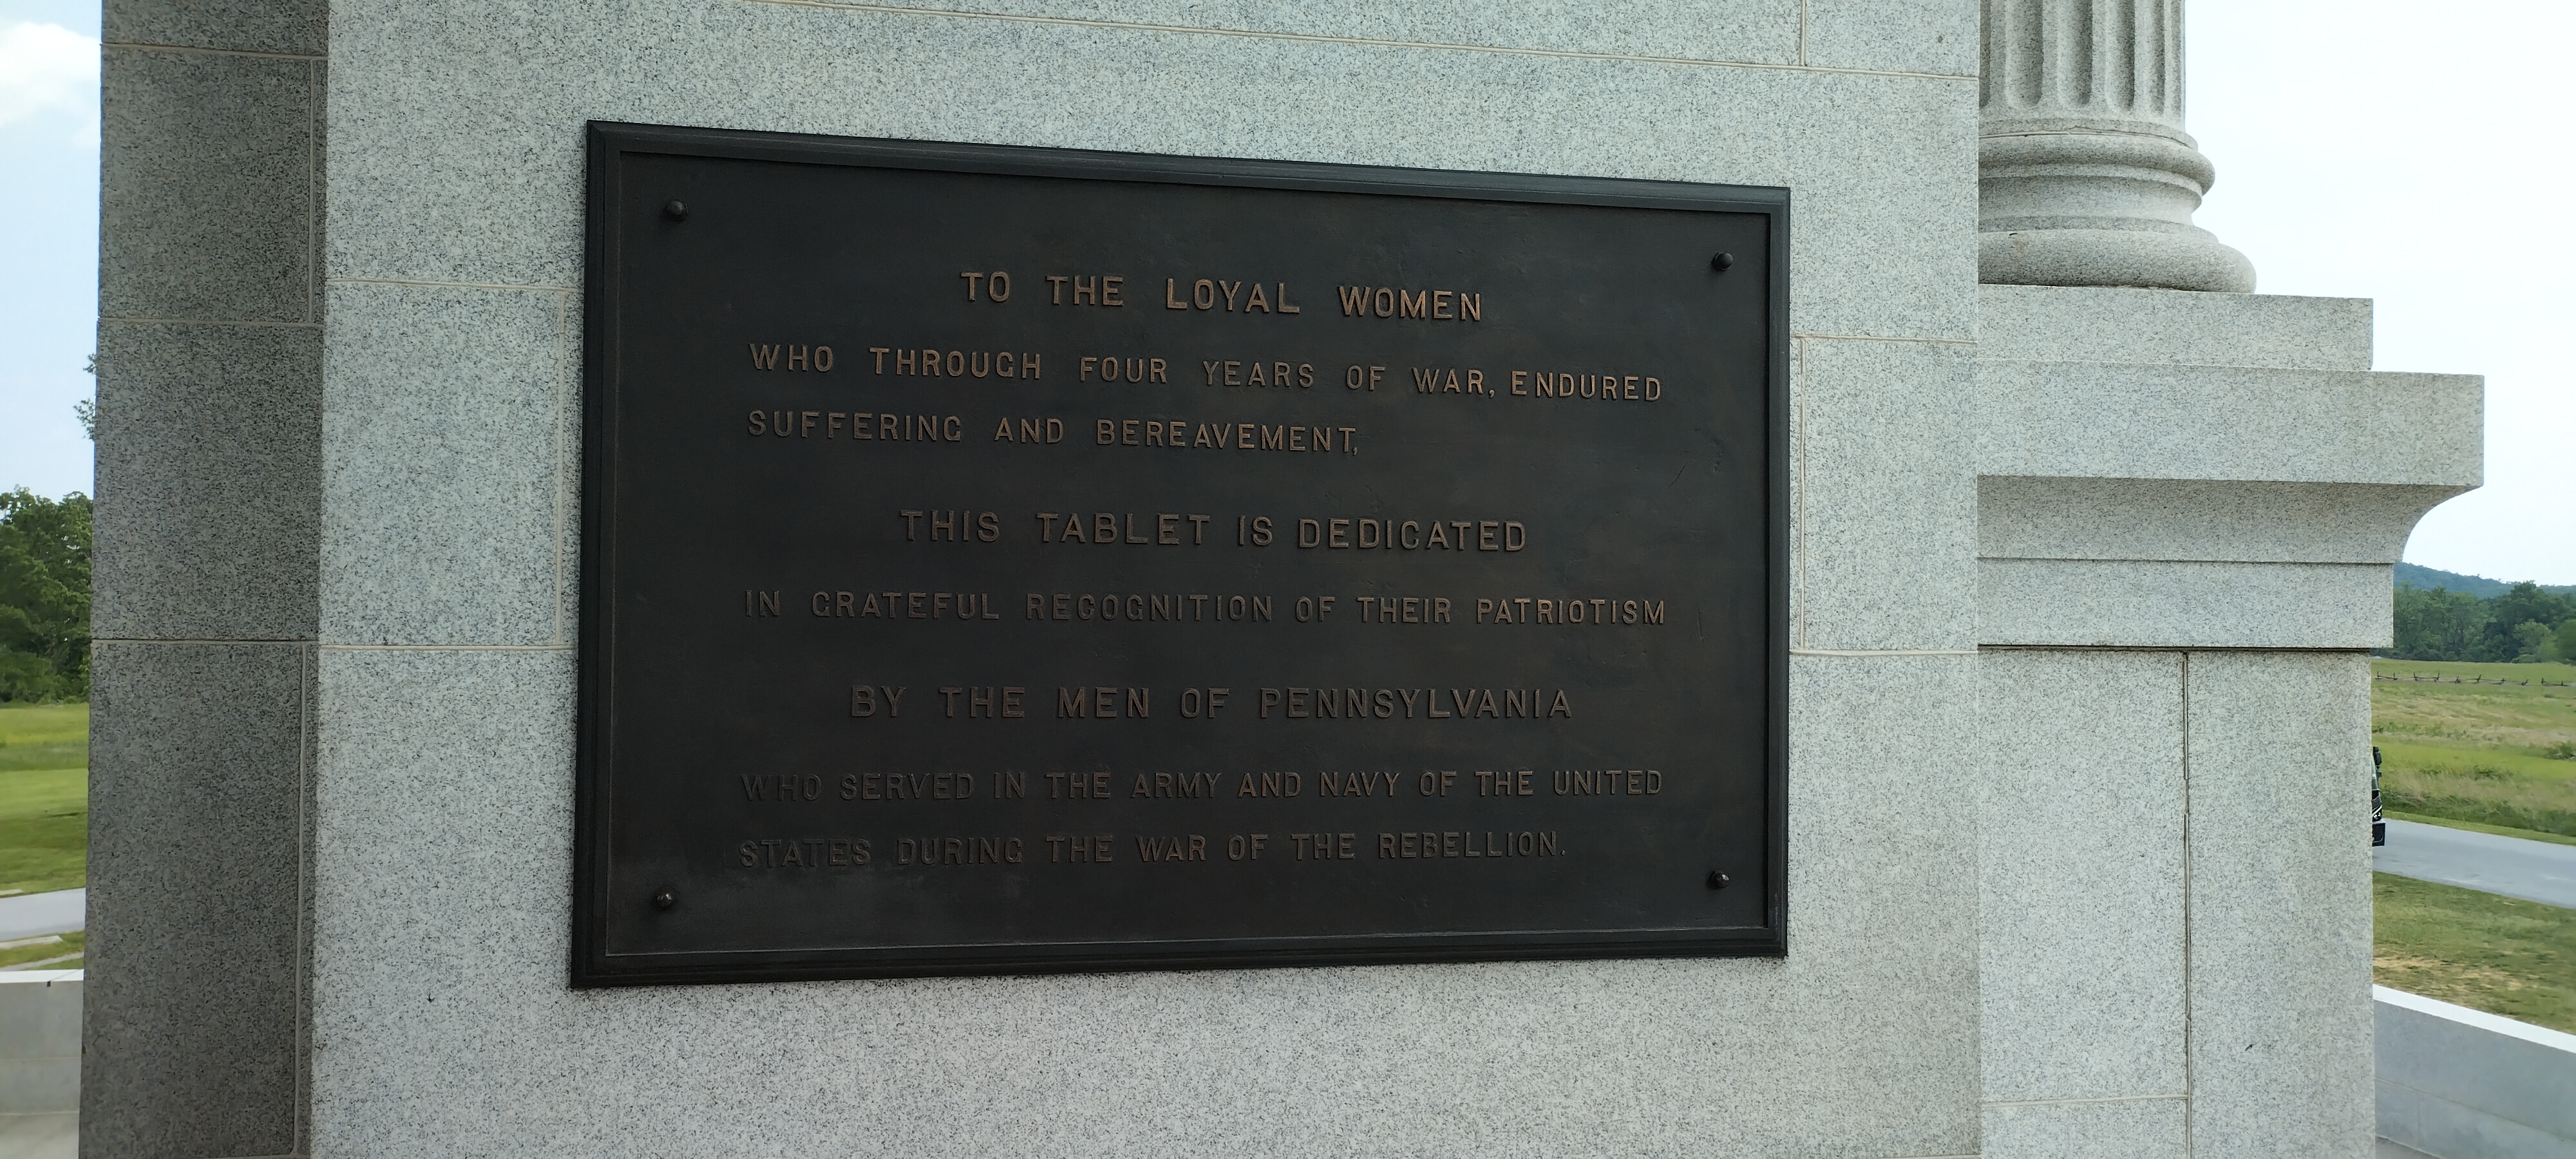 TO THE LOYAL WOMEN
WHO THROUGH FOUR YEARS OF WAR, ENDURED
SUFFERING AND BEREAVEMENT,
THIS TABLET IS DEDICATED
IN GRATEFUL RECOGNITION OF THEIR PATRIOTISM
BY THE MEN OF PENNSYLVANIA
WHO SERVED IN THE ARMY AND NAVY OF THE UNITED
STATES DURING THE WAR OF THE REBELLION.